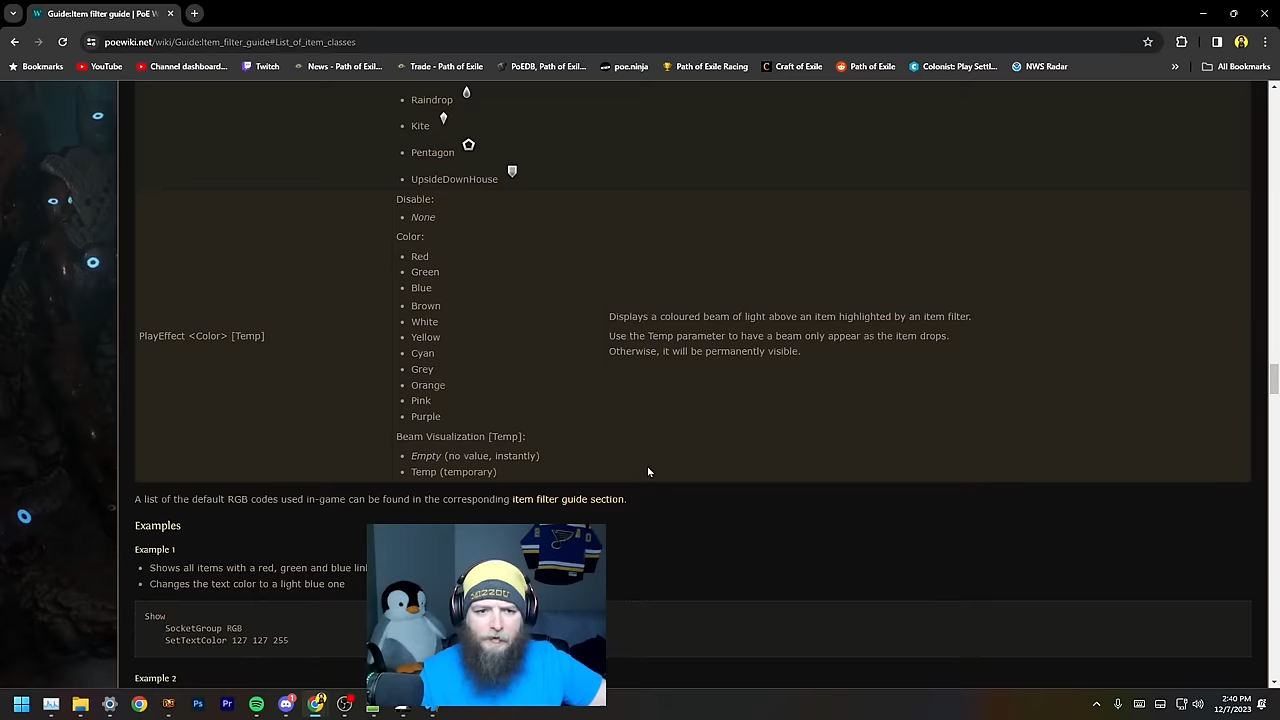 Guide:Item filter guide | PoE W
poewiki.net/wiki/Guide:Item_filter_guide#List_of_item_classes
Bookmarks
YouTube
Channel dashboard...
Twitch
News - Path of Exil...
Trade - Path of Exile
PoEDB, Path of Exil...
poe.ninja
Path of Exile Racing
Craft of Exile
Path of Exile
Colonist: Play Settl...
NWS Radar
All Bookmarks
Raindrop
Kite
Pentagon
UpsideDownHouse
Disable:
None
Color:
Red
Green
Blue
Brown
White
Yellow
Cyan
Grey
Orange
Pink
Purple
Beam Visualization [Temp]:
Empty (no value, instantly)
Temp (temporary)
PlayEffect <Color> [Temp]
Displays a coloured beam of light above an item highlighted by an item filter.
Use the Temp parameter to have a beam only appear as the item drops.
Otherwise, it will be permanently visible.
A list of the default RGB codes used in-game can be found in the corresponding item filter guide section.
Examples
Example 1
Shows all items with a red, green and blue lin
Changes the text color to a light blue one
Show
SocketGroup RGB
SetTextColor 127 127 255
Example 2
MIZZOU
2:40 PM
12/7/2023